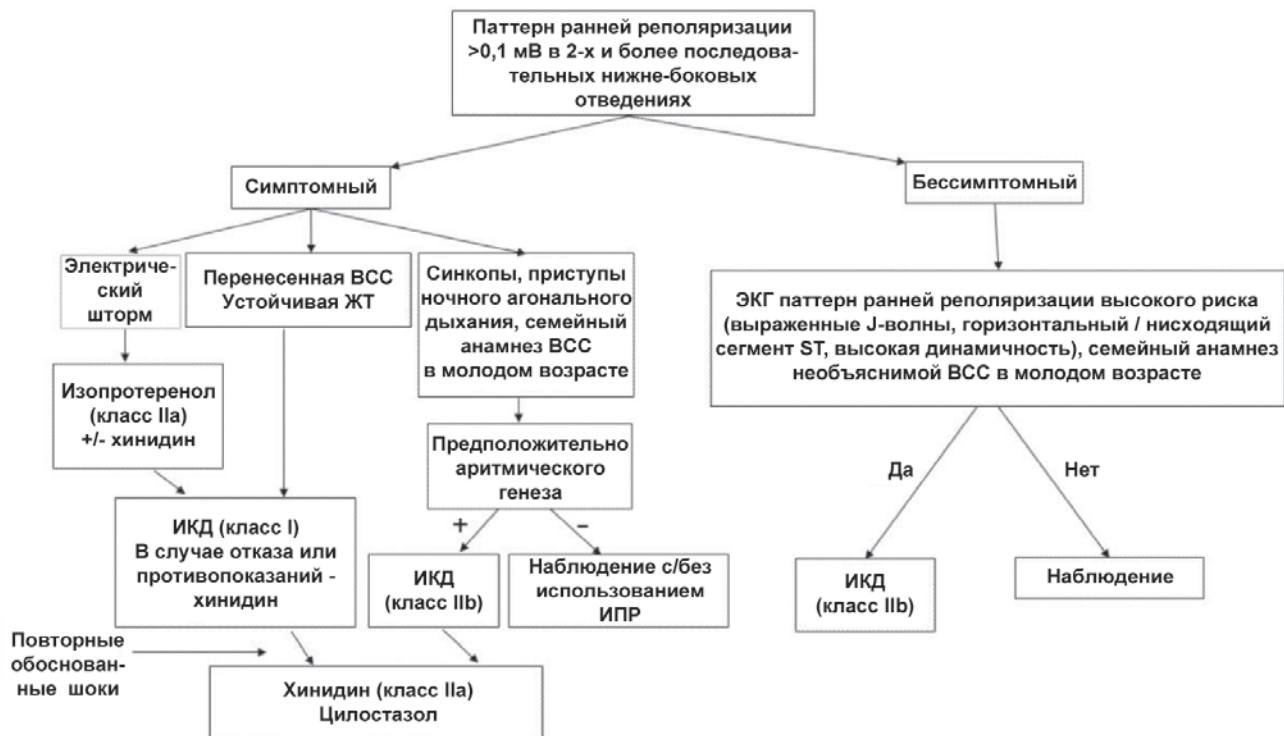 Паттерн ранней реполяризации
>0,1 мВ в 2-х и более последова-
тельных нижне-боковых
отведениях
Симптомный
Бессимптомный
Электриче-
ский
шторм
Перенесенная ВСС
Устойчивая ЖТ
Синкопы, приступы
ночного агонального
дыхания, семейный
анамнез ВСС
в молодом возрасте
ЭКГ паттерн ранней реполяризации высокого риска
(выраженные J-волны, горизонтальный / нисходящий
сегмент ST, высокая динамичность), семейный анамнез
необъяснимой ВСС в молодом возрасте
Изопротеренол
(класс IIa)
+/- хинидин
Предположительно
аритмического
генеза
Да
Нет
+
–
ИКД (класс I)
В случае отказа или
противопоказаний -
хинидин
ИКД
(класс IIb)
Наблюдение с/без
использованием
ИПР
ИКД
(класс IIb)
Наблюдение
Повторные
обоснован-
ные шоки
Хинидин (класс IIa)
Цилостазол